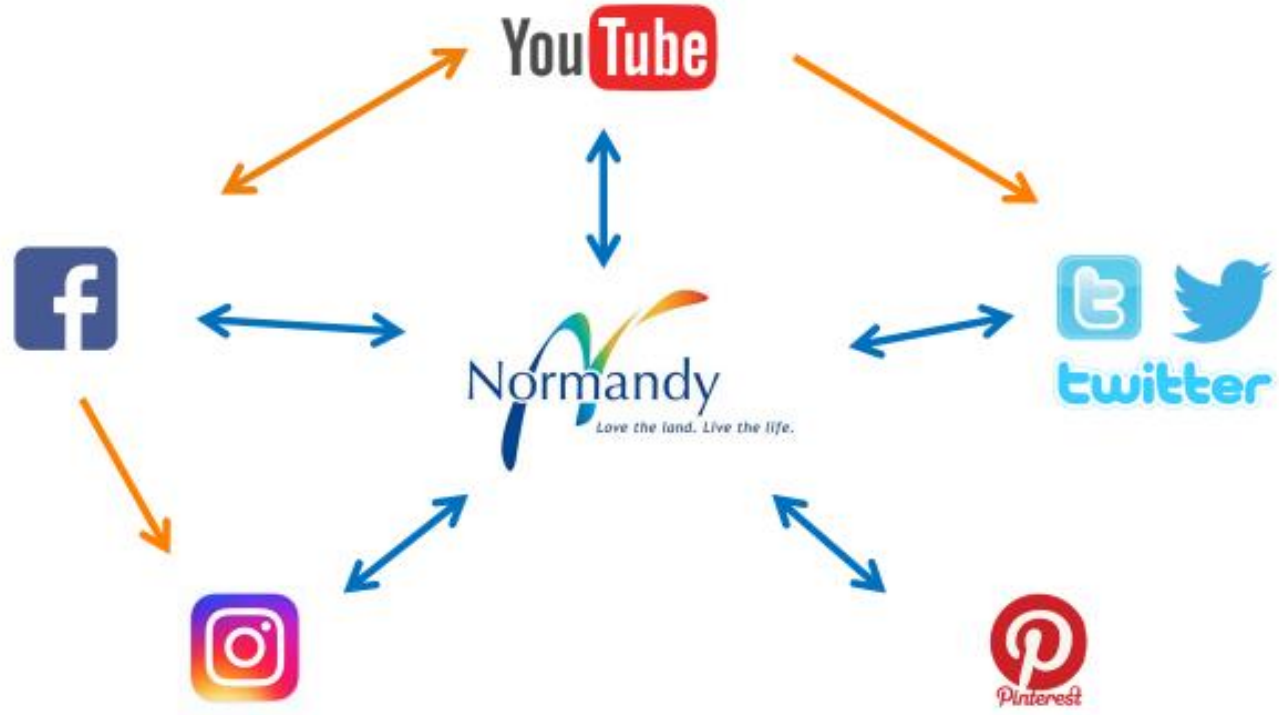 YouTube
f
t
twitter
Normandy
Love the land. Live the life.
Pinterest